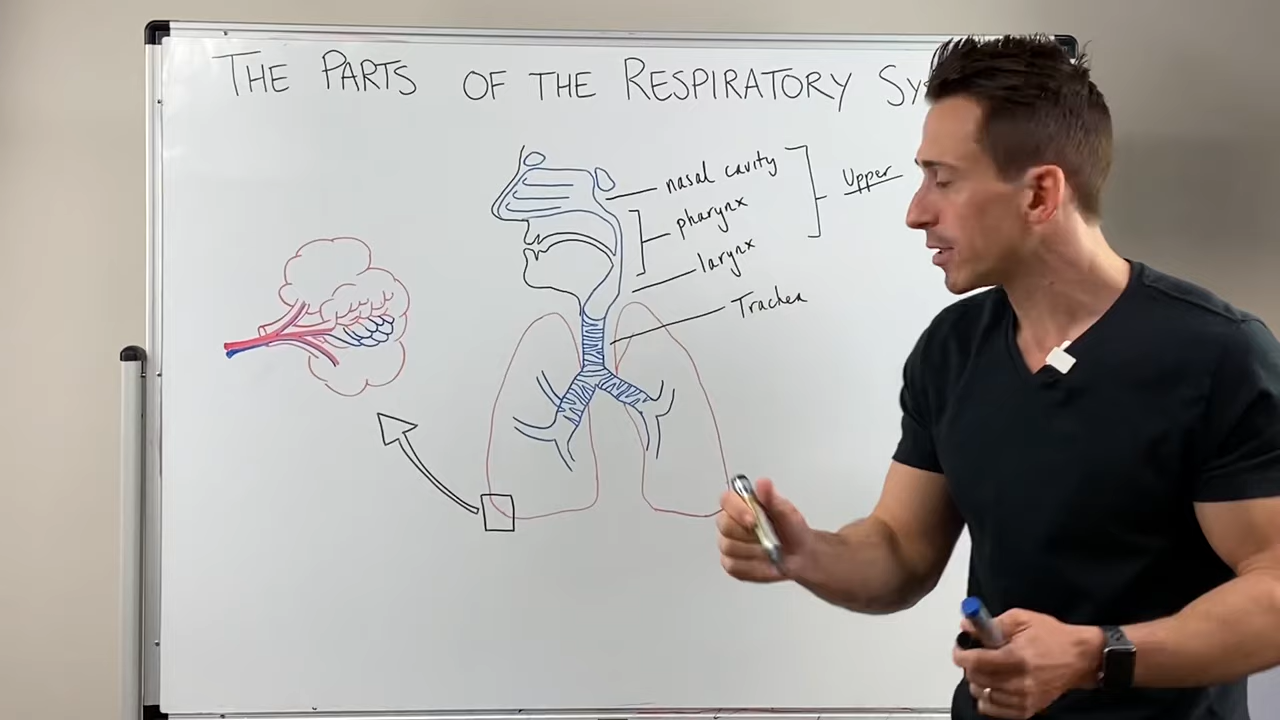 THE PARTS OF THE RESPIRATORY SY
nasal cavity
Upper
pharynx
larynx
Trachea